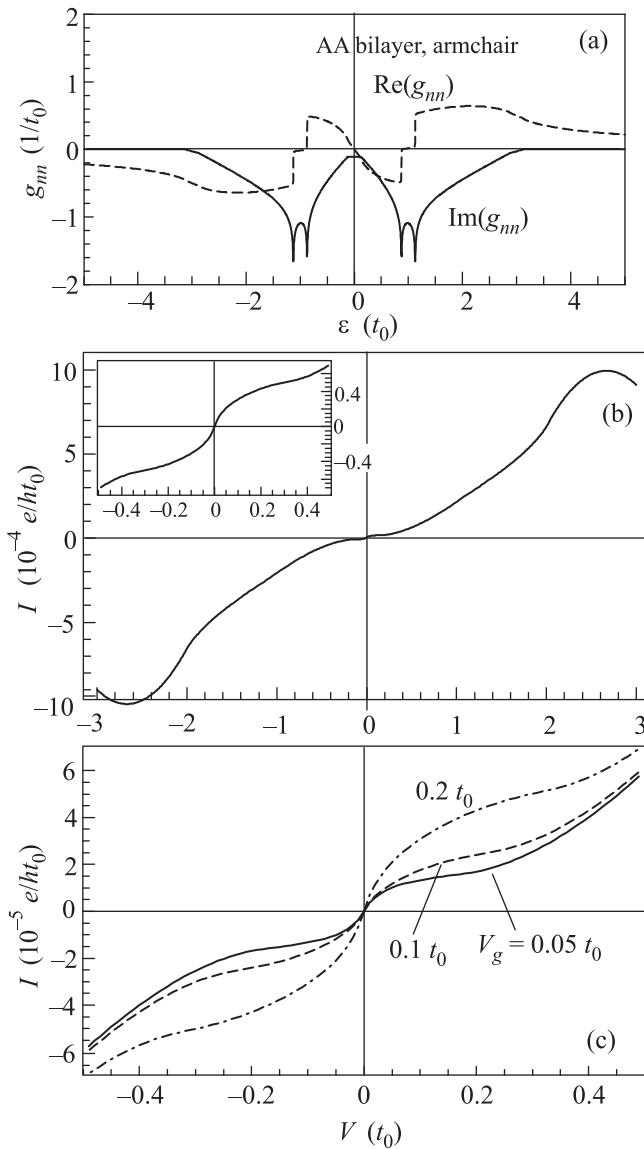 2
AA bilayer, armchair
(a)
Re(g_nn)
1
0
−1
−2
g_nn (1/t_0)
Im(g_nn)
−4 −2 0 2 4
ε (t_0)
10
5
0
−5
−10
I (10^−4 e/ht_0)
(b)
0.4
0
−0.4
−0.4 −0.2 0 0.2 0.4
−3 −2 −1 0 1 2 3
6
4
2
0
−2
−4
−6
I (10^−5 e/ht_0)
0.2 t_0
0.1 t_0
V_g = 0.05 t_0
(c)
−0.4 −0.2 0 0.2 0.4
V (t_0)